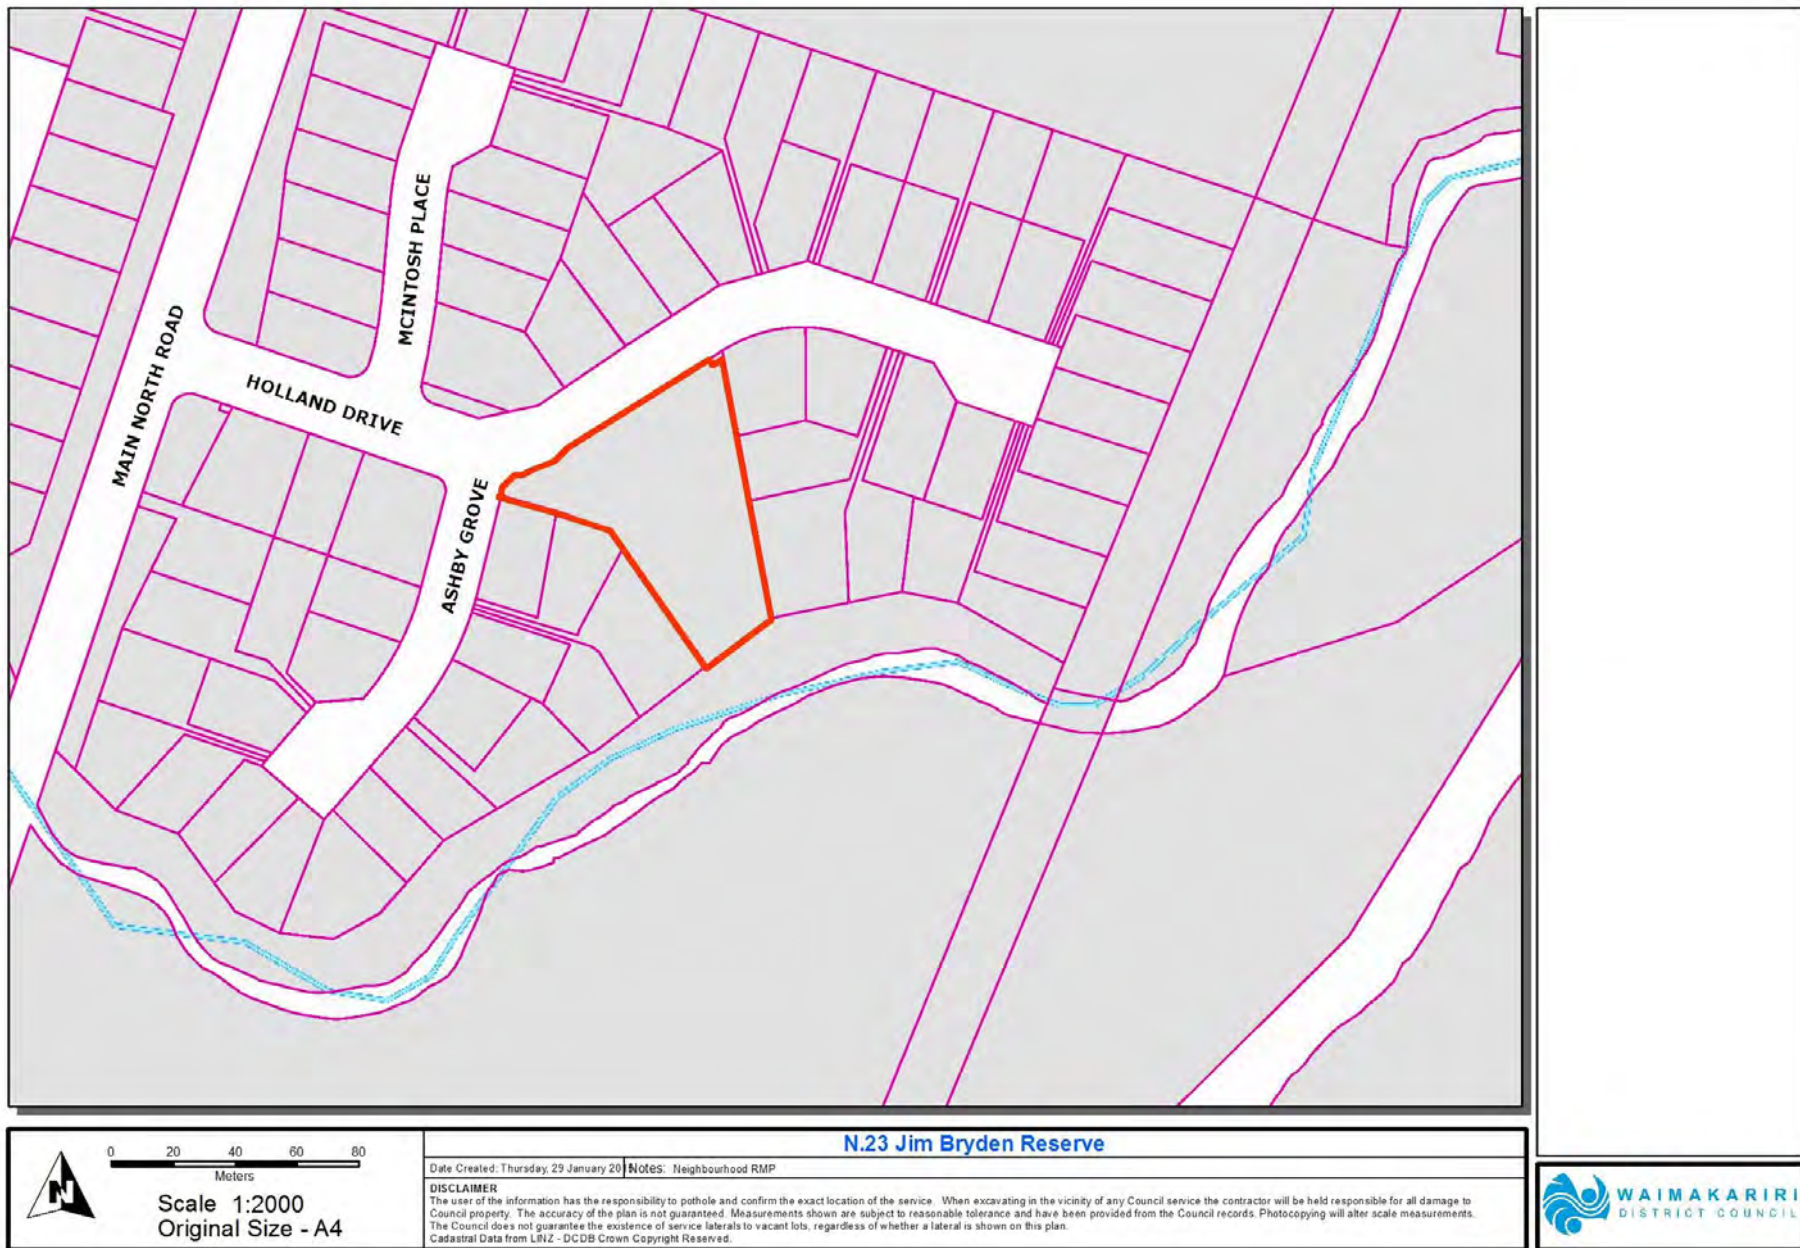 MCINTOSH PLACE
MAIN NORTH ROAD
HOLLAND DRIVE
ASHBY GROVE
N
0 20 40 60 80
Meters
Scale 1:2000
Original Size - A4
N.23 Jim Bryden Reserve
Date Created: Thursday, 29 January
Notes: Neighbourhood RMP
DISCLAIMER
The user of the information has the responsibility to pothole and confirm the exact location of the service. When excavating in the vicinity of any Council service the contractor will be held responsible for all damage to
Council property. The accuracy of the plan is not guaranteed. Measurements shown are subject to reasonable tolerance and have been provided from the Council records. Photocopying will alter scale measurements.
The Council does not guarantee the existence of service laterals to vacant lots, regardless of whether a lateral is shown on this plan.
Cadastral Data from LINZ - DCDB Crown Copyright Reserved.
WAIMAKARIRI
DISTRICT COUNCIL